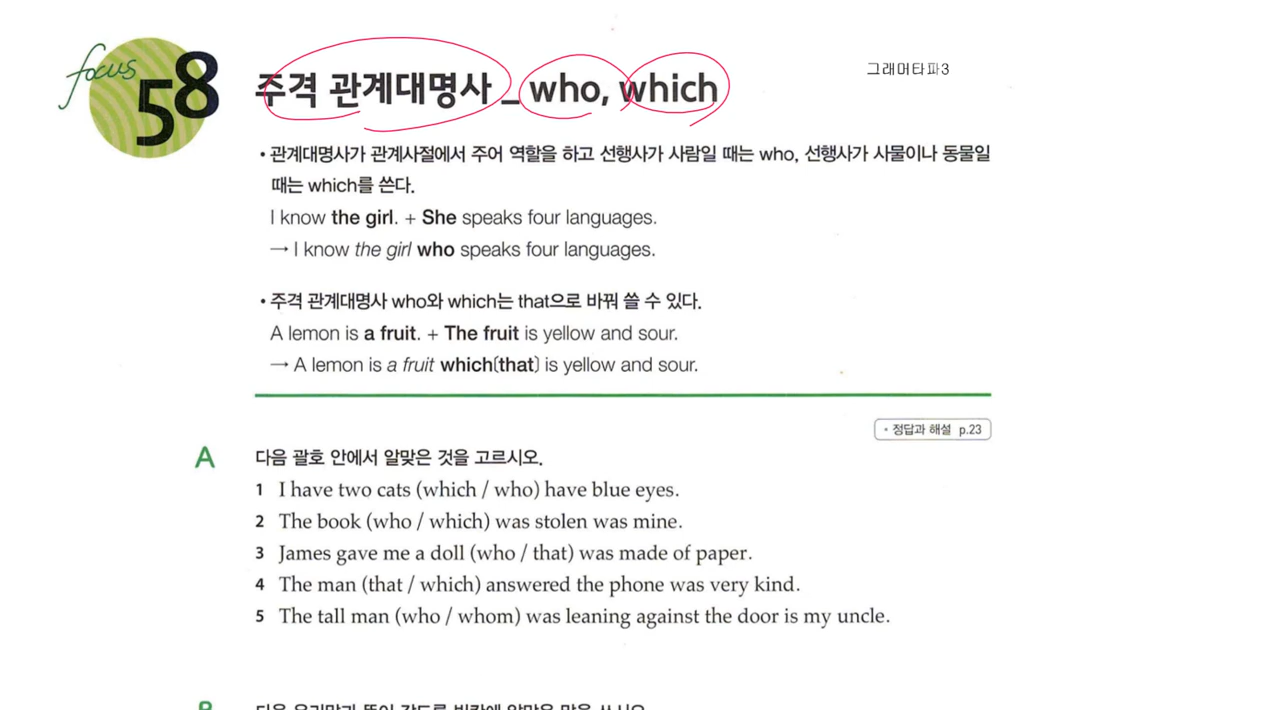 focus
58
주격 관계대명사 _ who, which
그래머타파3
• 관계대명사가 관계사절에서 주어 역할을 하고 선행사가 사람일 때는 who, 선행사가 사물이나 동물일
때는 which를 쓴다.
I know the girl. + She speaks four languages.
→ I know the girl who speaks four languages.
• 주격 관계대명사 who와 which는 that으로 바꿔 쓸 수 있다.
A lemon is a fruit. + The fruit is yellow and sour.
→ A lemon is a fruit which(that) is yellow and sour.
• 정답과 해설 p.23
A 다음 괄호 안에서 알맞은 것을 고르시오.
1 I have two cats (which / who) have blue eyes.
2 The book (who / which) was stolen was mine.
3 James gave me a doll (who / that) was made of paper.
4 The man (that / which) answered the phone was very kind.
5 The tall man (who / whom) was leaning against the door is my uncle.